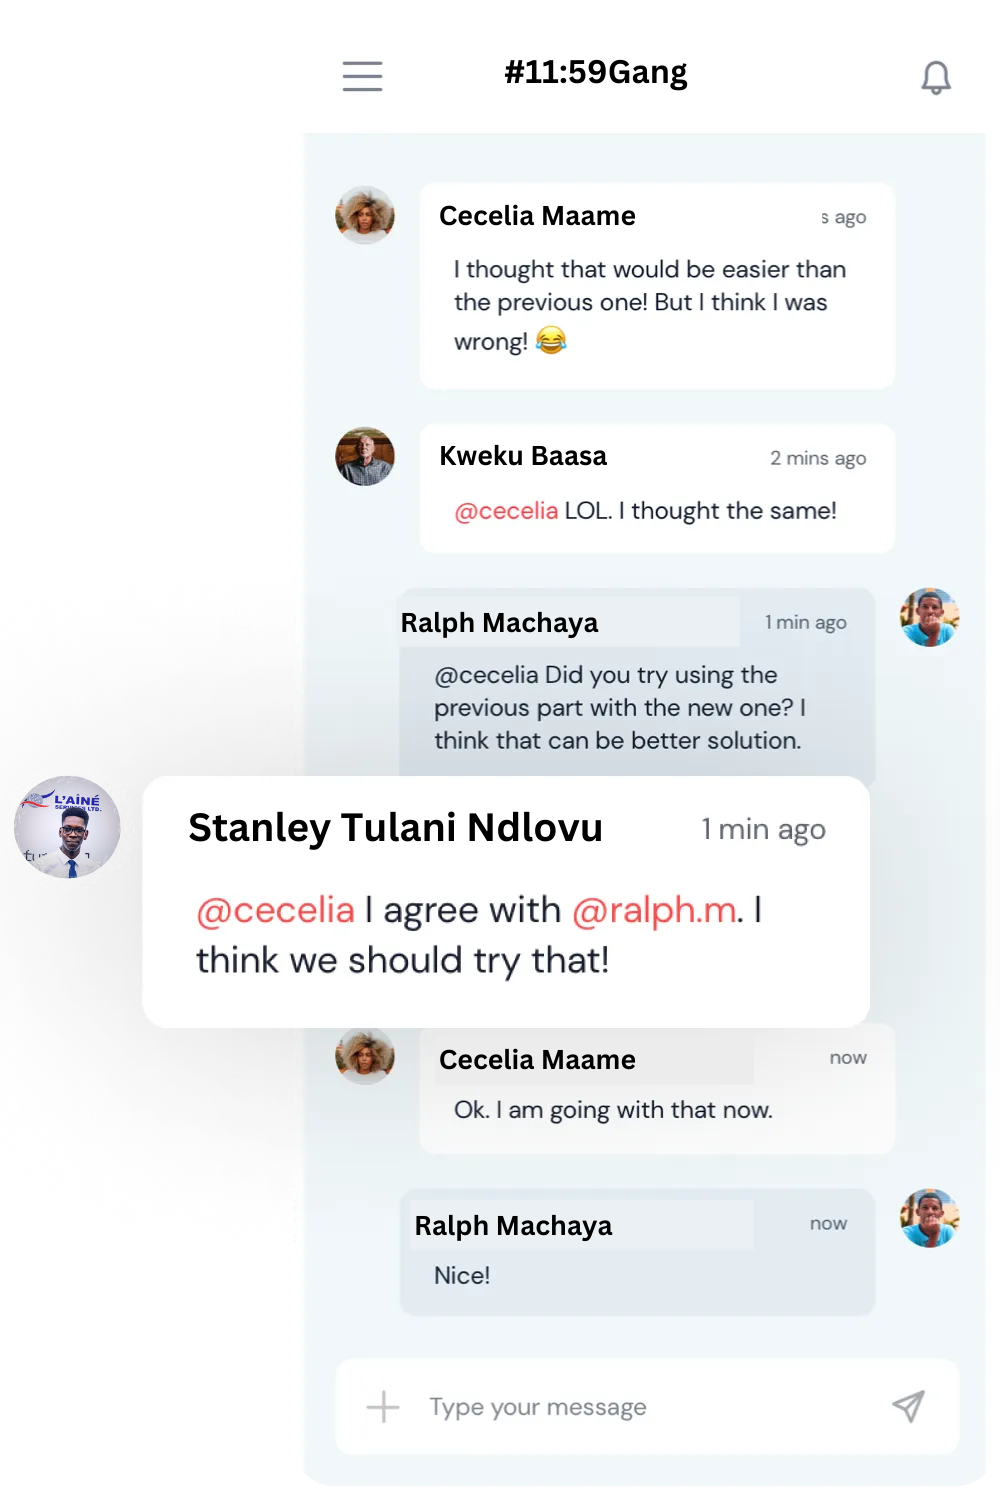 #11:59Gang
Cecelia Maame
s ago
I thought that would be easier than
the previous one! But I think I was
wrong! 😂
Kweku Baasa
2 mins ago
@cecelia LOL. I thought the same!
Ralph Machaya
1 min ago
@cecelia Did you try using the
previous part with the new one? I
think that can be better solution.
L'AÎNÉ
Stanley Tulani Ndlovu
1 min ago
@cecelia I agree with @ralph.m. I
think we should try that!
Cecelia Maame
now
Ok. I am going with that now.
Ralph Machaya
now
Nice!
Type your message